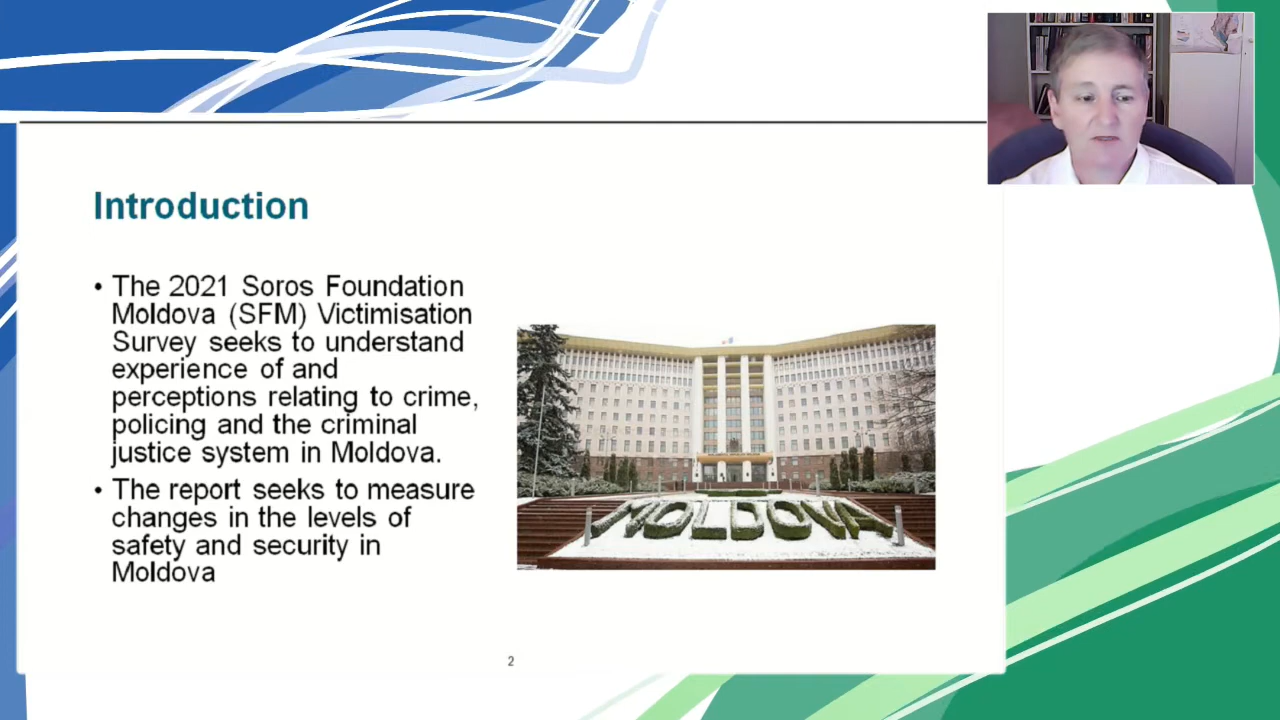 Introduction
• The 2021 Soros Foundation
Moldova (SFM) Victimisation
Survey seeks to understand
experience of and
perceptions relating to crime,
policing and the criminal
justice system in Moldova.
• The report seeks to measure
changes in the levels of
safety and security in
Moldova
MOLDOVA
2